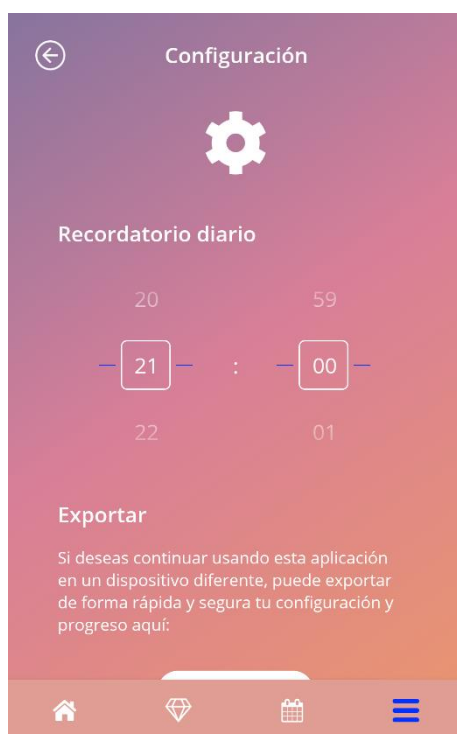 Configuración
Recordatorio diario
20 59
21 : 00
22 01
Exportar
Si deseas continuar usando esta aplicación
en un dispositivo diferente, puede exportar
de forma rápida y segura tu configuración y
progreso aquí: